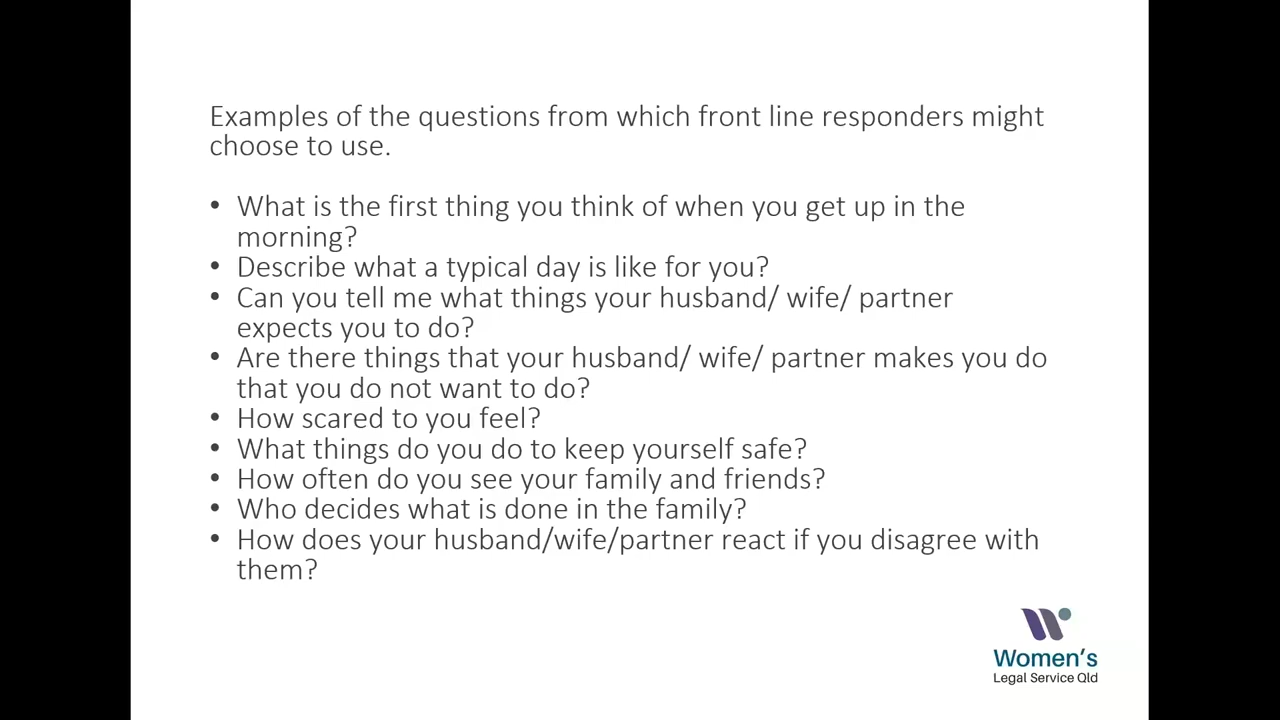 Examples of the questions from which front line responders might
choose to use.
• What is the first thing you think of when you get up in the
morning?
• Describe what a typical day is like for you?
• Can you tell me what things your husband/ wife/ partner
expects you to do?
• Are there things that your husband/ wife/ partner makes you do
that you do not want to do?
• How scared to you feel?
• What things do you do to keep yourself safe?
• How often do you see your family and friends?
• Who decides what is done in the family?
• How does your husband/wife/partner react if you disagree with
them?
Women's
Legal Service Qld